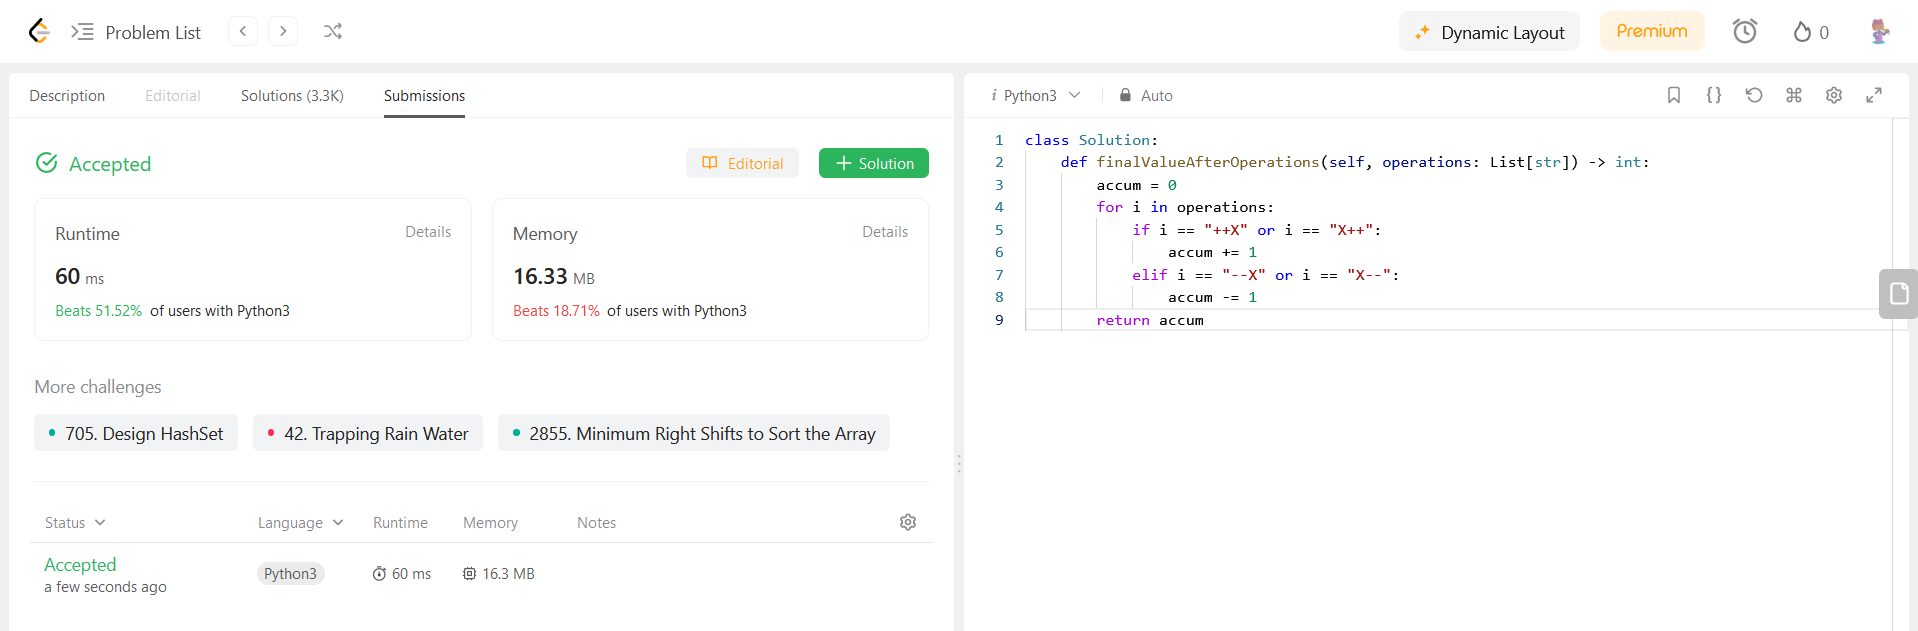 Problem List
Dynamic Layout
Premium
0
Description Editorial Solutions (3.3K) Submissions
Accepted
Editorial
Solution
Runtime Details
60 ms
Beats 51.52% of users with Python3
Memory Details
16.33 MB
Beats 18.71% of users with Python3
More challenges
705. Design HashSet
42. Trapping Rain Water
2855. Minimum Right Shifts to Sort the Array
Status Language Runtime Memory Notes
Accepted
a few seconds ago
Python3 60 ms 16.3 MB
i Python3 Auto
1 class Solution:
2     def finalValueAfterOperations(self, operations: List[str]) -> int:
3         accum = 0
4         for i in operations:
5             if i == "++X" or i == "X++":
6                 accum += 1
7             elif i == "--X" or i == "X--":
8                 accum -= 1
9         return accum